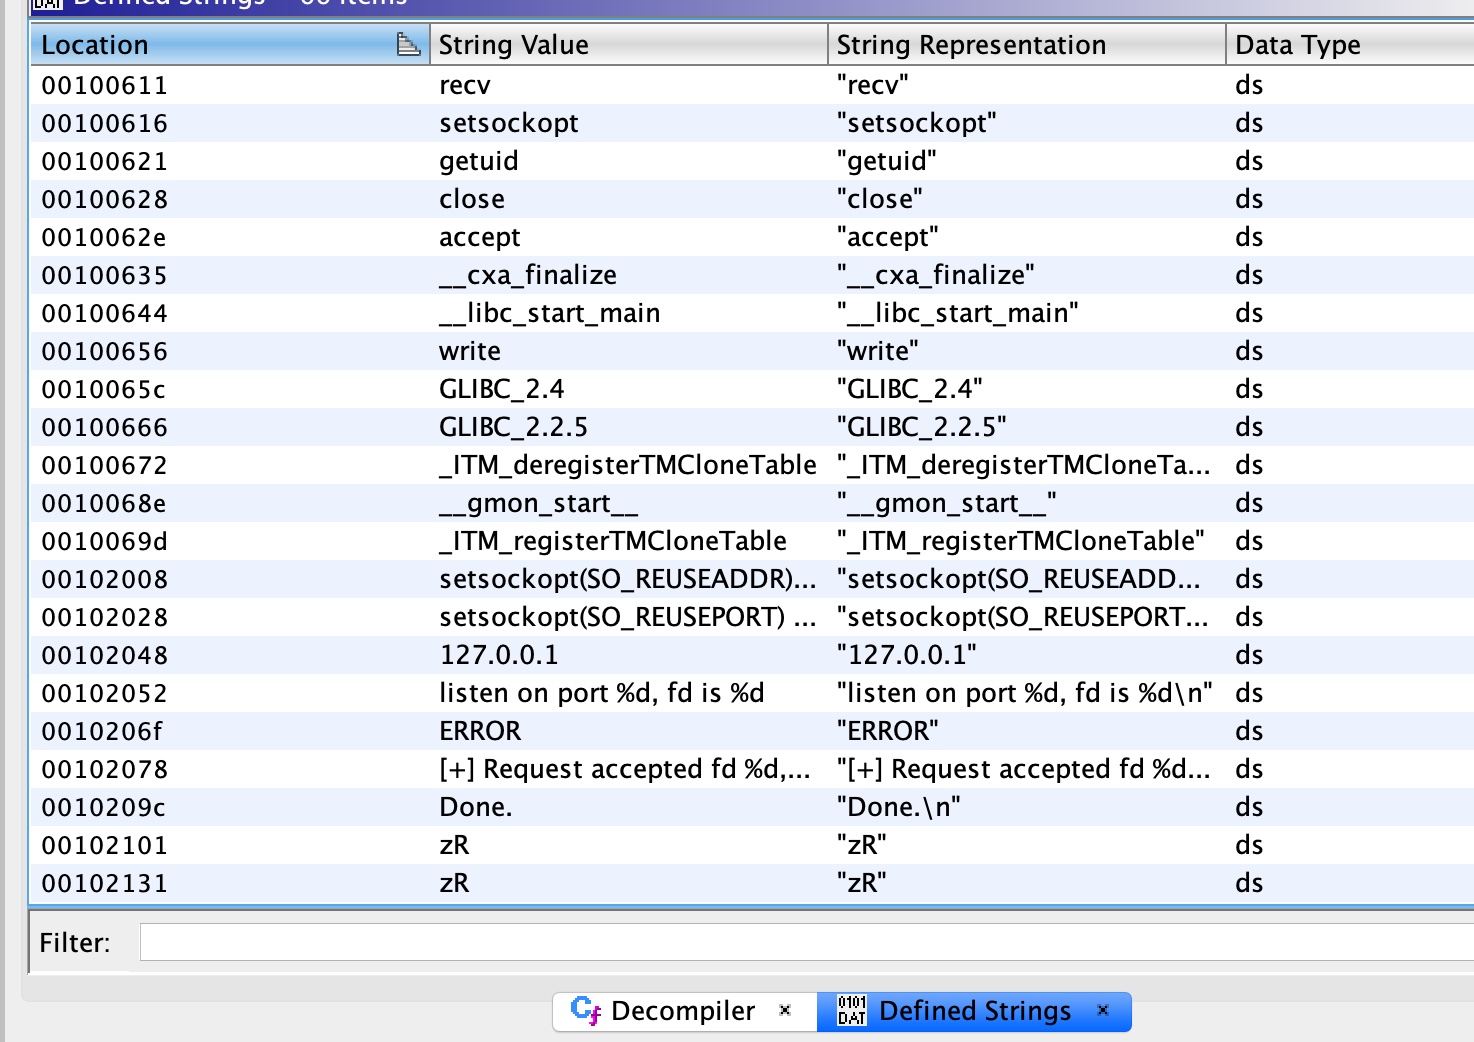 Defined Strings - 66 items
Location String Value String Representation Data Type
00100611 recv "recv" ds
00100616 setsockopt "setsockopt" ds
00100621 getuid "getuid" ds
00100628 close "close" ds
0010062e accept "accept" ds
00100635 __cxa_finalize "__cxa_finalize" ds
00100644 __libc_start_main "__libc_start_main" ds
00100656 write "write" ds
0010065c GLIBC_2.4 "GLIBC_2.4" ds
00100666 GLIBC_2.2.5 "GLIBC_2.2.5" ds
00100672 _ITM_deregisterTMCloneTable "_ITM_deregisterTMCloneTa... ds
0010068e __gmon_start__ "__gmon_start__" ds
0010069d _ITM_registerTMCloneTable "_ITM_registerTMCloneTable" ds
00102008 setsockopt(SO_REUSEADDR)... "setsockopt(SO_REUSEADD... ds
00102028 setsockopt(SO_REUSEPORT) ... "setsockopt(SO_REUSEPORT... ds
00102048 127.0.0.1 "127.0.0.1" ds
00102052 listen on port %d, fd is %d "listen on port %d, fd is %d\n" ds
0010206f ERROR "ERROR" ds
00102078 [+] Request accepted fd %d,... "[+] Request accepted fd %d... ds
0010209c Done. "Done.\n" ds
00102101 zR "zR" ds
00102131 zR "zR" ds
Filter:
Decompiler Defined Strings